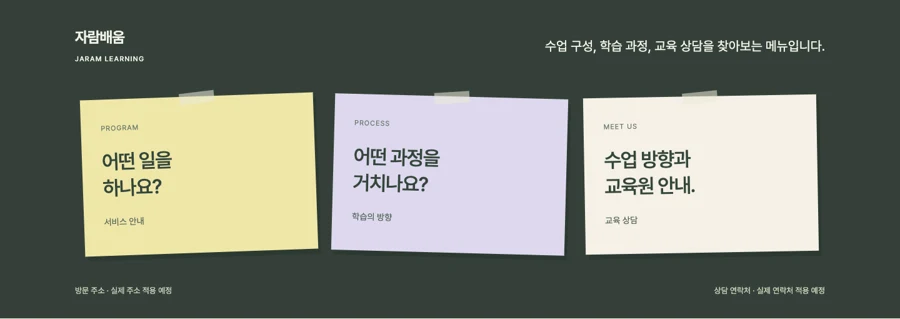 자람배움
JARAM LEARNING
수업 구성, 학습 과정, 교육 상담을 찾아보는 메뉴입니다.
PROGRAM
어떤 일을
하나요?
서비스 안내
PROCESS
어떤 과정을
거치나요?
학습의 방향
MEET US
수업 방향과
교육원 안내.
교육 상담
방문 주소 · 실제 주소 적용 예정
상담 연락처 · 실제 연락처 적용 예정